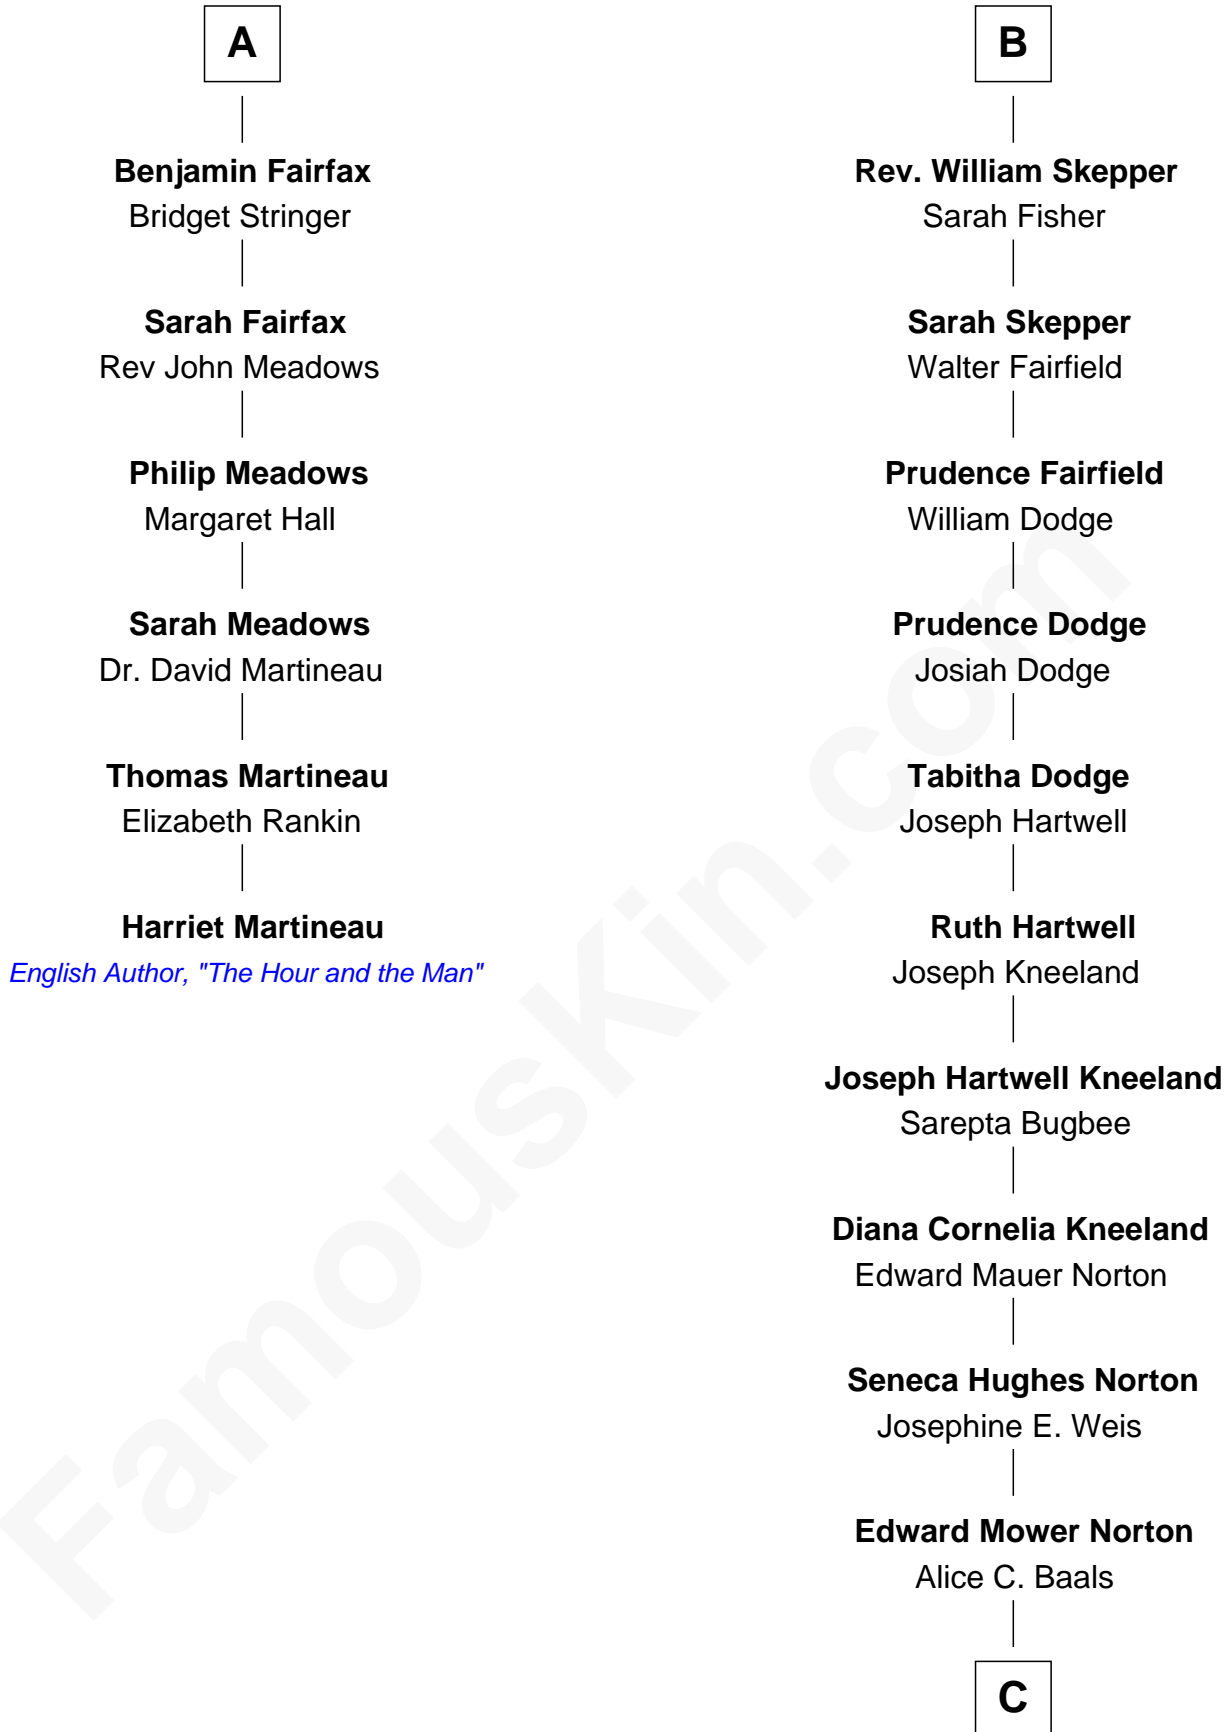 A
Benjamin Fairfax
Bridget Stringer
Sarah Fairfax
Rev John Meadows
Philip Meadows
Margaret Hall
Sarah Meadows
Dr. David Martineau
Thomas Martineau
Elizabeth Rankin
Harriet Martineau
English Author, "The Hour and the Man"
B
Rev. William Skepper
Sarah Fisher
Sarah Skepper
Walter Fairfield
Prudence Fairfield
William Dodge
Prudence Dodge
Josiah Dodge
Tabitha Dodge
Joseph Hartwell
Ruth Hartwell
Joseph Kneeland
Joseph Hartwell Kneeland
Sarepta Bugbee
Diana Cornelia Kneeland
Edward Mauer Norton
Seneca Hughes Norton
Josephine E. Weis
Edward Mower Norton
Alice C. Baals
C
FamousKin.com